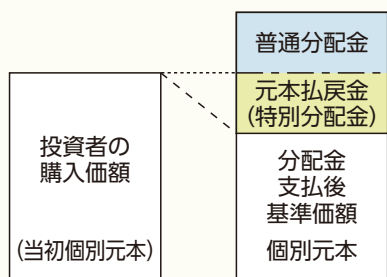 普通分配金
元本払戻金
(特別分配金)
投資者の
購入価額
(当初個別元本)
分配金
支払後
基準価額
個別元本